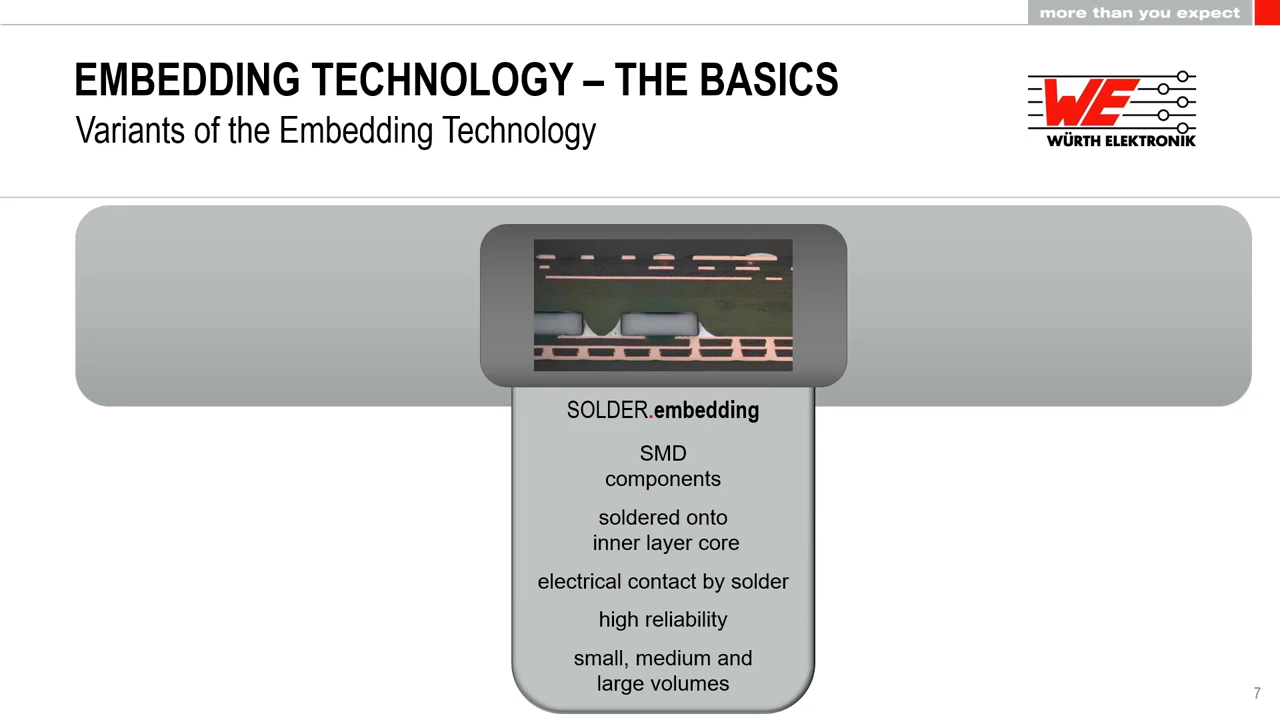 more than you expect
EMBEDDING TECHNOLOGY – THE BASICS
Variants of the Embedding Technology
WE
WÜRTH ELEKTRONIK
SOLDER.embedding
SMD
components
soldered onto
inner layer core
electrical contact by solder
high reliability
small, medium and
large volumes
7